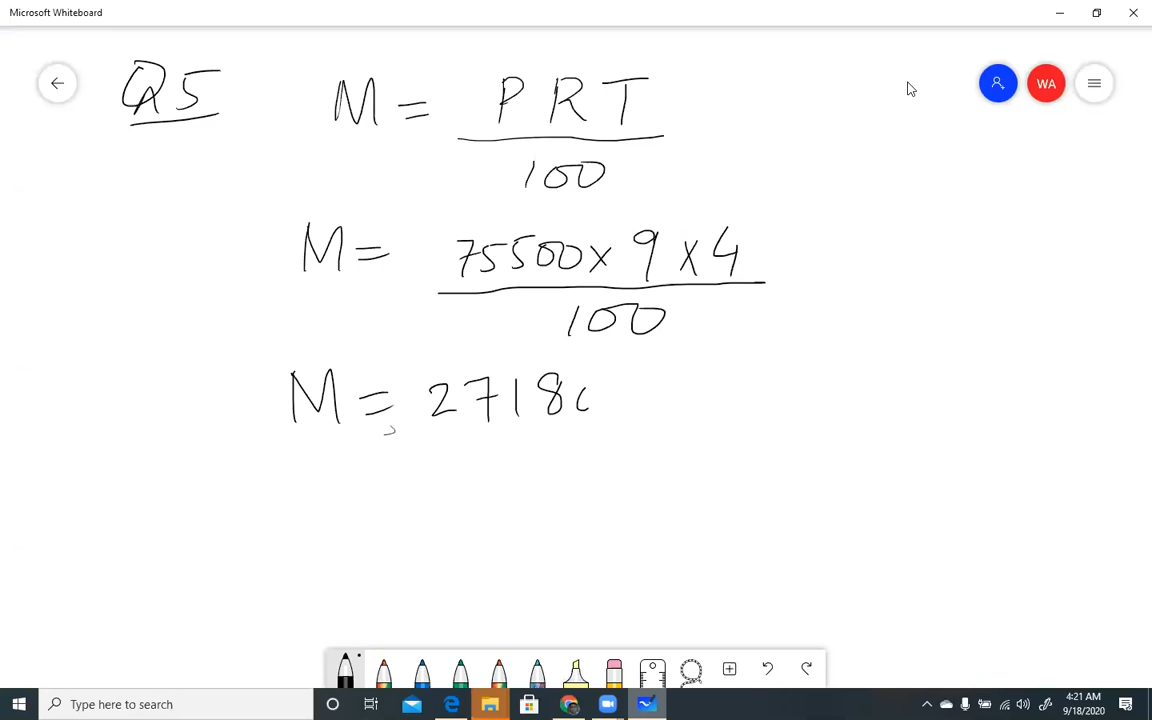 Microsoft Whiteboard
WA
Q5
M = P R T
100
M = 75500 x 9 x 4
100
M = 2718
Type here to search
4:21 AM
9/18/2020